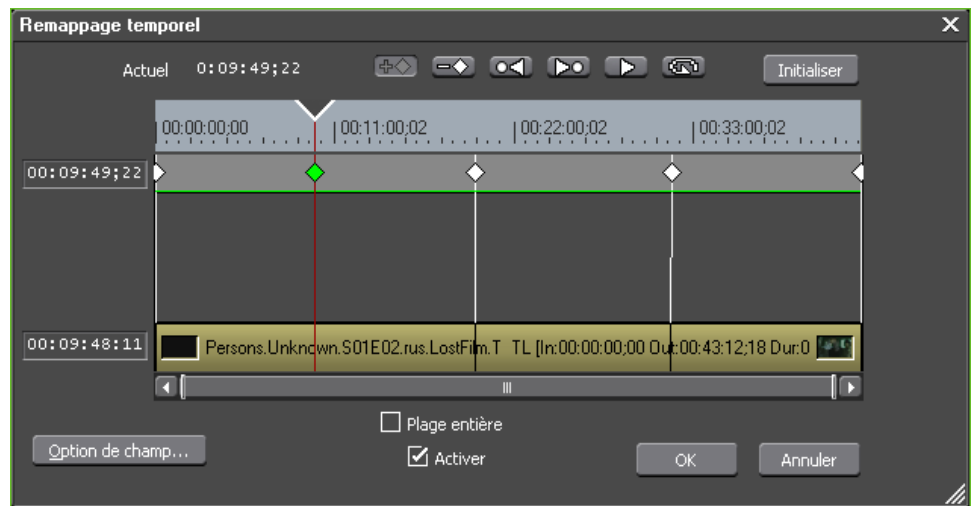 Remappage temporel
Actuel 0:09:49;22
Initialiser
00:00:00;00 00:11:00;02 00:22:00;02 00:33:00;02
00:09:49;22
00:09:48:11
Persons.Unknown.S01E02.rus.LostFilm.T TL [In:00:00:00;00 Out:00:43:12;18 Dur:0
Plage entière
Option de champ...
Activer
OK
Annuler